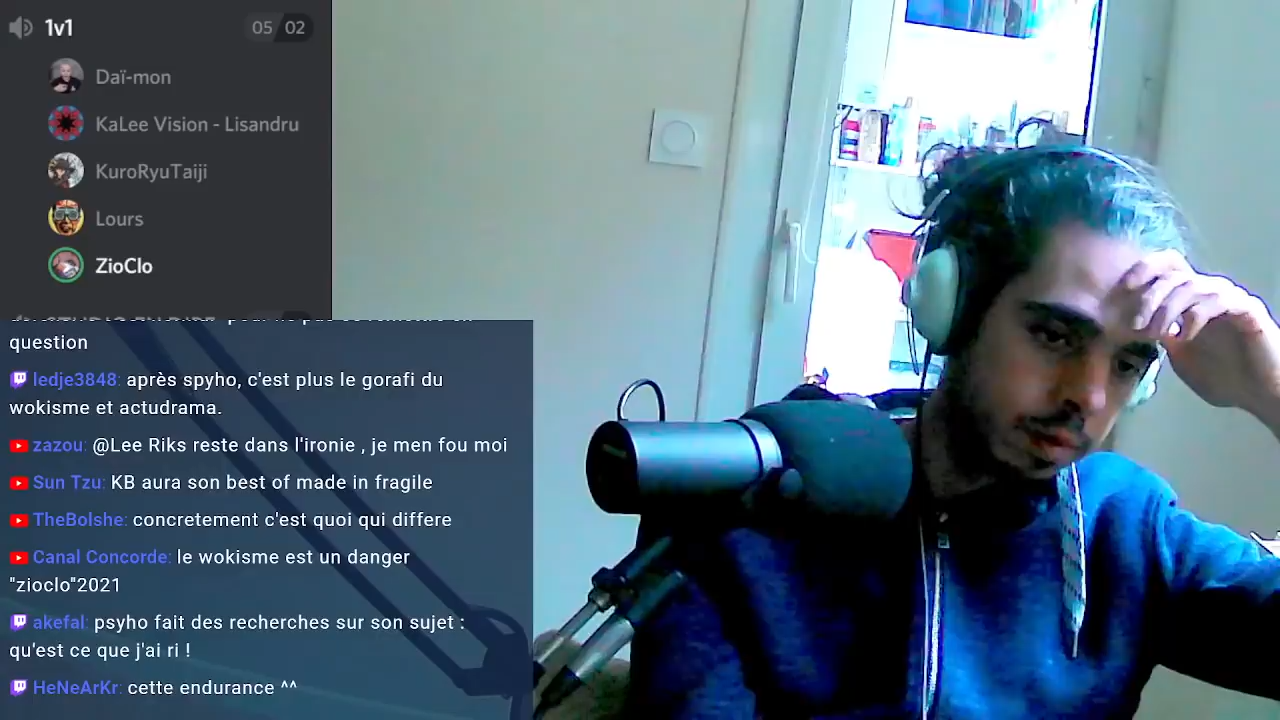 1v1
05 02
Daï-mon
KaLee Vision - Lisandru
KuroRyuTaiji
Lours
ZioClo
question
ledje3848: après spyho, c'est plus le gorafi du
wokisme et actudrama.
zazou: @Lee Riks reste dans l'ironie , je men fou moi
Sun Tzu: KB aura son best of made in fragile
TheBolshe: concretement c'est quoi qui differe
Canal Concorde: le wokisme est un danger
"zioclo"2021
akefal: psyho fait des recherches sur son sujet :
qu'est ce que j'ai ri !
HeNeArKr: cette endurance ^^